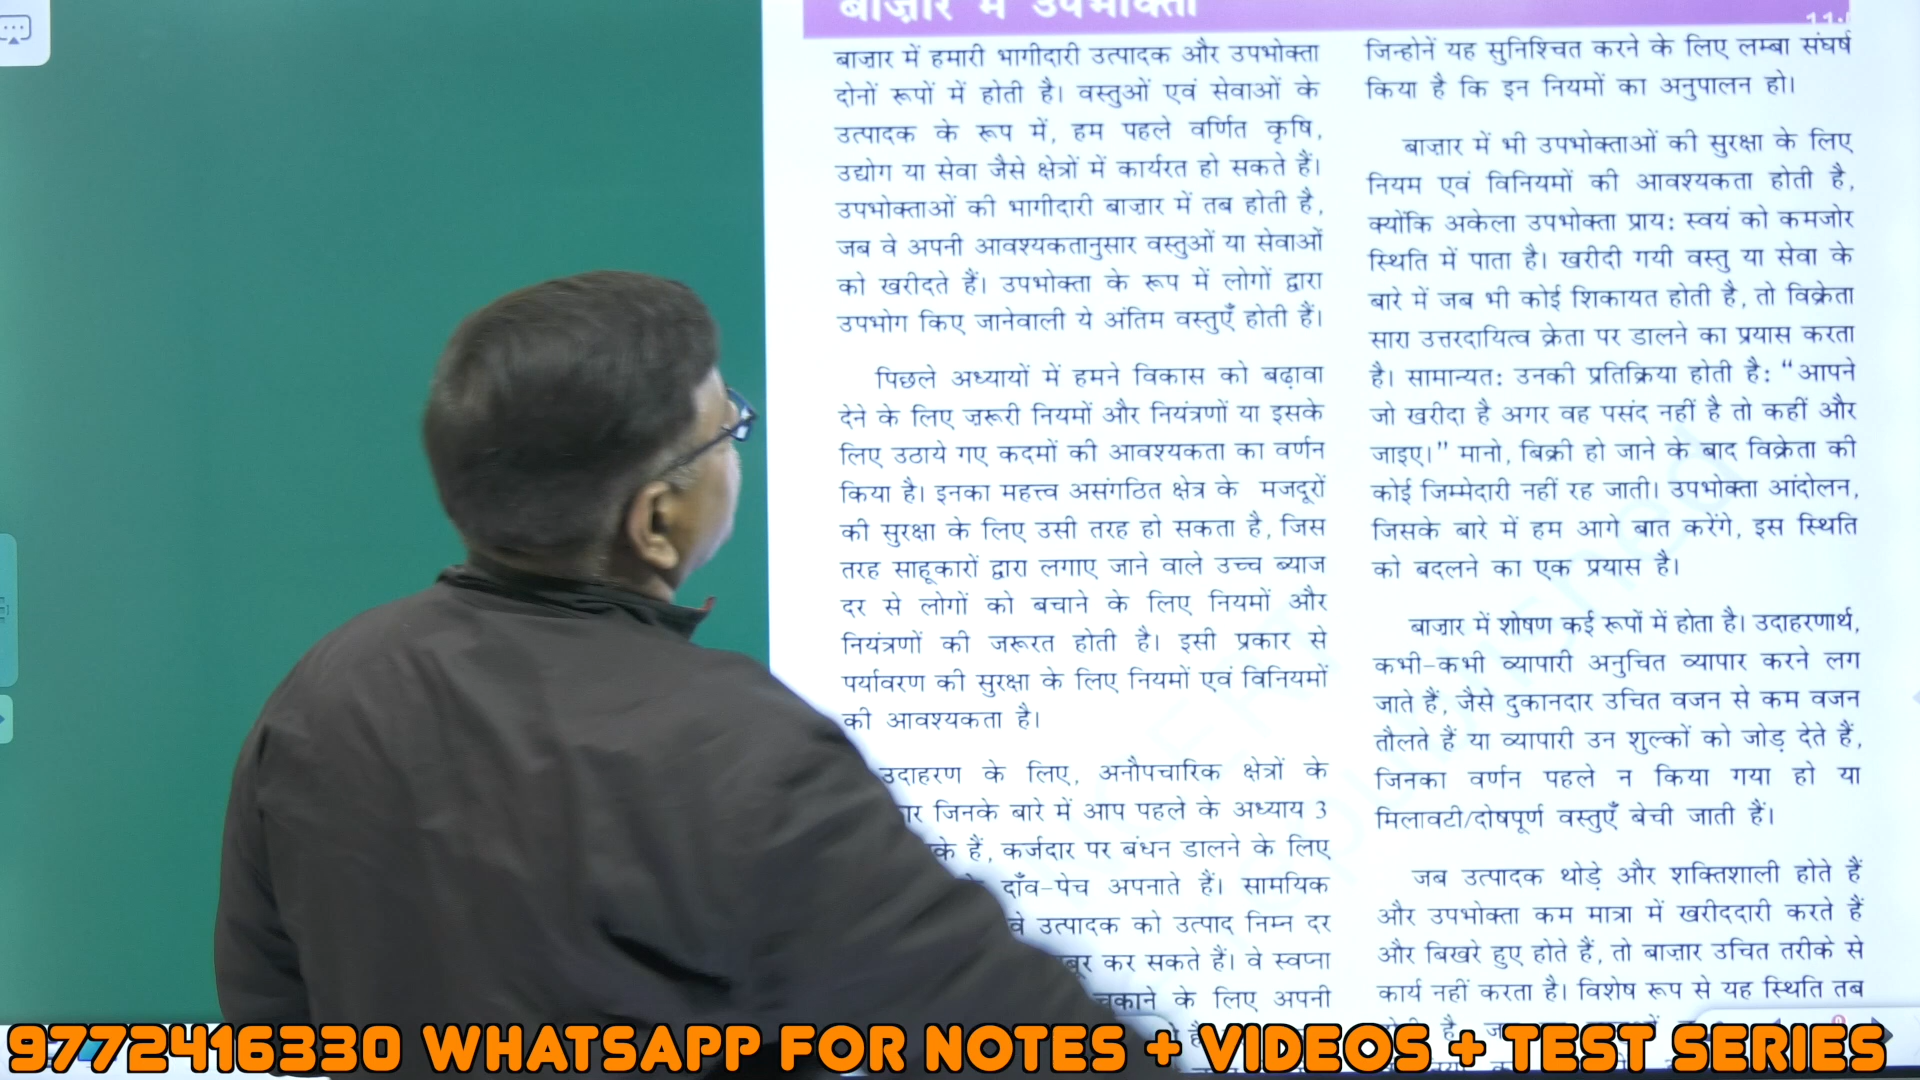 बाज़ार में उपभोक्ता
बाज़ार में हमारी भागीदारी उत्पादक और उपभोक्ता
दोनों रूपों में होती है। वस्तुओं एवं सेवाओं के
उत्पादक के रूप में, हम पहले वर्णित कृषि,
उद्योग या सेवा जैसे क्षेत्रों में कार्यरत हो सकते हैं।
उपभोक्ताओं की भागीदारी बाज़ार में तब होती है,
जब वे अपनी आवश्यकतानुसार वस्तुओं या सेवाओं
को खरीदते हैं। उपभोक्ता के रूप में लोगों द्वारा
उपभोग किए जानेवाली ये अंतिम वस्तुएँ होती हैं।
पिछले अध्यायों में हमने विकास को बढ़ावा
देने के लिए ज़रूरी नियमों और नियंत्रणों या इसके
लिए उठाये गए कदमों की आवश्यकता का वर्णन
किया है। इनका महत्त्व असंगठित क्षेत्र के मजदूरों
की सुरक्षा के लिए उसी तरह हो सकता है, जिस
तरह साहूकारों द्वारा लगाए जाने वाले उच्च ब्याज
दर से लोगों को बचाने के लिए नियमों और
नियंत्रणों की जरूरत होती है। इसी प्रकार से
पर्यावरण की सुरक्षा के लिए नियमों एवं विनियमों
की आवश्यकता है।
उदाहरण के लिए, अनौपचारिक क्षेत्रों के
जिनके बारे में आप पहले के अध्याय 3
हैं, कर्जदार पर बंधन डालने के लिए
दाँव-पेच अपनाते हैं। सामयिक
वे उत्पादक को उत्पाद निम्न दर
कर सकते हैं। वे स्वप्ना
चुकाने के लिए अपनी
जिन्होनें यह सुनिश्चित करने के लिए लम्बा संघर्ष
किया है कि इन नियमों का अनुपालन हो।
बाज़ार में भी उपभोक्ताओं की सुरक्षा के लिए
नियम एवं विनियमों की आवश्यकता होती है,
क्योंकि अकेला उपभोक्ता प्राय: स्वयं को कमजोर
स्थिति में पाता है। खरीदी गयी वस्तु या सेवा के
बारे में जब भी कोई शिकायत होती है, तो विक्रेता
सारा उत्तरदायित्व क्रेता पर डालने का प्रयास करता
है। सामान्यत: उनकी प्रतिक्रिया होती है: “आपने
जो खरीदा है अगर वह पसंद नहीं है तो कहीं और
जाइए।” मानो, बिक्री हो जाने के बाद विक्रेता की
कोई जिम्मेदारी नहीं रह जाती। उपभोक्ता आंदोलन,
जिसके बारे में हम आगे बात करेंगे, इस स्थिति
को बदलने का एक प्रयास है।
बाज़ार में शोषण कई रूपों में होता है। उदाहरणार्थ,
कभी-कभी व्यापारी अनुचित व्यापार करने लग
जाते हैं, जैसे दुकानदार उचित वजन से कम वजन
तौलते हैं या व्यापारी उन शुल्कों को जोड़ देते हैं,
जिनका वर्णन पहले न किया गया हो या
मिलावटी/दोषपूर्ण वस्तुएँ बेची जाती हैं।
जब उत्पादक थोड़े और शक्तिशाली होते हैं
और उपभोक्ता कम मात्रा में खरीददारी करते हैं
और बिखरे हुए होते हैं, तो बाज़ार उचित तरीके से
कार्य नहीं करता है। विशेष रूप से यह स्थिति तब
9772416330 WHATSAPP FOR NOTES + VIDEOS + TEST SERIES